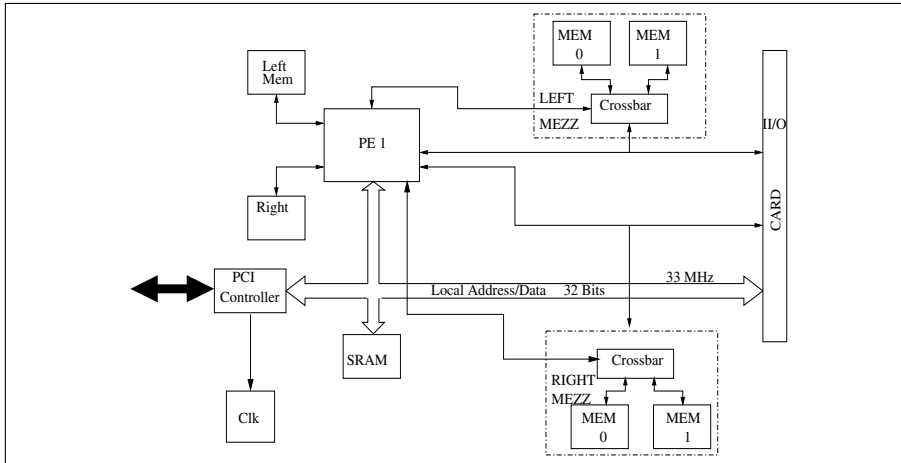 MEM
0
MEM
1
Left
Mem
LEFT
Crossbar
MEZZ
II/O
PE 1
Right
CARD
PCI
Controller
33 MHz
Local Address/Data 32 Bits
SRAM
Crossbar
RIGHT
MEZZ
Clk
MEM
0
MEM
1